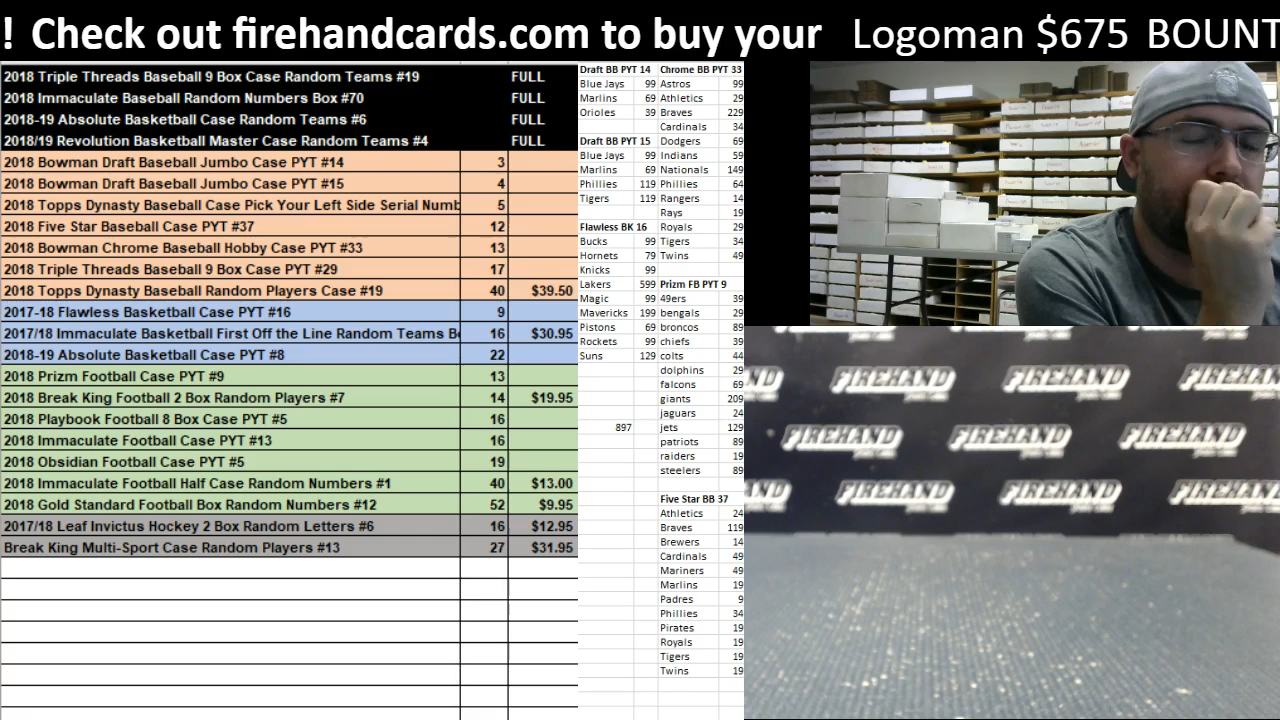 ! Check out firehandcards.com to buy your Logoman $675 BOUNT
2018 Triple Threads Baseball 9 Box Case Random Teams #19 FULL
2018 Immaculate Baseball Random Numbers Box #70 FULL
2018-19 Absolute Basketball Case Random Teams #6 FULL
2018/19 Revolution Basketball Master Case Random Teams #4 FULL
2018 Bowman Draft Baseball Jumbo Case PYT #14 3
2018 Bowman Draft Baseball Jumbo Case PYT #15 4
2018 Topps Dynasty Baseball Case Pick Your Left Side Serial Numb 5
2018 Five Star Baseball Case PYT #37 12
2018 Bowman Chrome Baseball Hobby Case PYT #33 13
2018 Triple Threads Baseball 9 Box Case PYT #29 17
2018 Topps Dynasty Baseball Random Players Case #19 40 $39.50
2017-18 Flawless Basketball Case PYT #16 9
2017/18 Immaculate Basketball First Off the Line Random Teams Bo 16 $30.95
2018-19 Absolute Basketball Case PYT #8 22
2018 Prizm Football Case PYT #9 13
2018 Break King Football 2 Box Random Players #7 14 $19.95
2018 Playbook Football 8 Box Case PYT #5 16
2018 Immaculate Football Case PYT #13 16
2018 Obsidian Football Case PYT #5 19
2018 Immaculate Football Half Case Random Numbers #1 40 $13.00
2018 Gold Standard Football Box Random Numbers #12 52 $9.95
2017/18 Leaf Invictus Hockey 2 Box Random Letters #6 16 $12.95
Break King Multi-Sport Case Random Players #13 27 $31.95
Draft BB PYT 14
Blue Jays 99
Marlins 69
Orioles 39
Draft BB PYT 15
Blue Jays 99
Marlins 69
Phillies 119
Tigers 119
Flawless BK 16
Bucks 99
Hornets 79
Knicks 99
Lakers 599
Magic 99
Mavericks 199
Pistons 69
Rockets 99
Suns 129
897
Chrome BB PYT 33
Astros 99
Athletics 29
Braves 229
Cardinals 34
Dodgers 69
Indians 59
Nationals 149
Phillies 64
Rangers 14
Rays 19
Royals 29
Tigers 34
Twins 49
Prizm FB PYT 9
49ers 39
bengals 29
broncos 89
chiefs 39
colts 44
dolphins 29
falcons 69
giants 209
jaguars 24
jets 129
patriots 89
raiders 19
steelers 89
Five Star BB 37
Athletics 24
Braves 119
Brewers 14
Cardinals 49
Mariners 49
Marlins 19
Padres 9
Phillies 34
Pirates 19
Royals 19
Tigers 19
Twins 19
ND FIREHAND FIREHAND FIREHAN
FIREHAND FIREHAND FIREHAND
ND FIREHAND FIREHAND FIREHAN